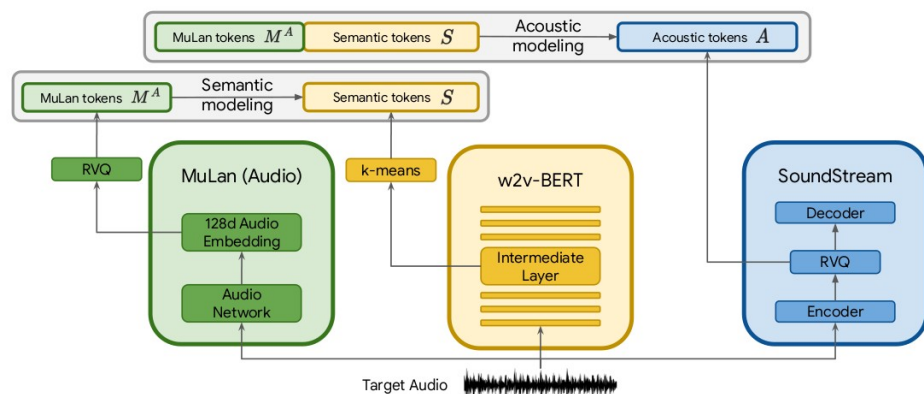 MuLan tokens M^A
Semantic tokens S
Acoustic
modeling
Acoustic tokens A
MuLan tokens M^A
Semantic
modeling
Semantic tokens S
RVQ
MuLan (Audio)
128d Audio
Embedding
Audio
Network
k-means
w2v-BERT
Intermediate
Layer
SoundStream
Decoder
RVQ
Encoder
Target Audio